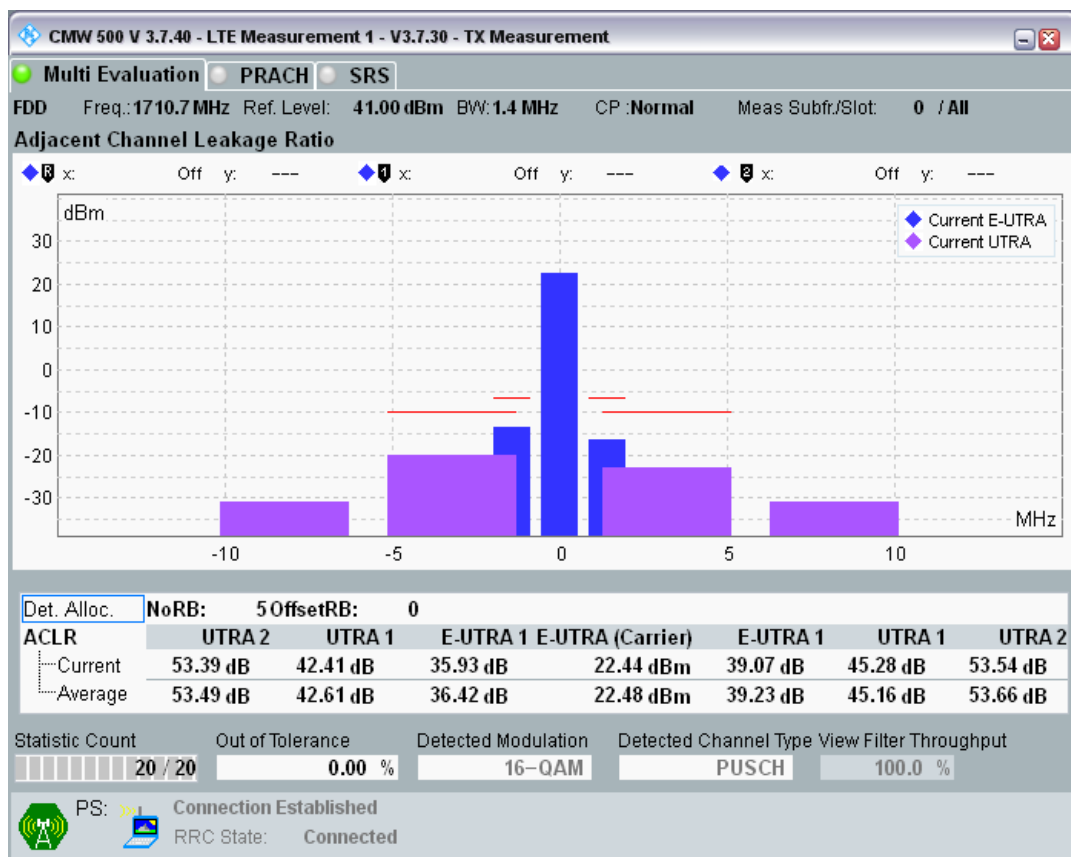 CMW 500 V 3.7.40 - LTE Measurement 1 - V3.7.30 - TX Measurement
Multi Evaluation PRACH SRS
FDD Freq.: 1710.7 MHz Ref. Level: 41.00 dBm BW: 1.4 MHz CP :Normal Meas Subfr./Slot: 0 / All
Adjacent Channel Leakage Ratio
R x: Off y: --- 1 x: Off y: --- 2 x: Off y: ---
dBm
Current E-UTRA
Current UTRA
30
20
10
0
-10
-20
-30
MHz
-10 -5 0 5 10
Det. Alloc. NoRB: 5 OffsetRB: 0
ACLR UTRA 2 UTRA 1 E-UTRA 1 E-UTRA (Carrier) E-UTRA 1 UTRA 1 UTRA 2
Current 53.39 dB 42.41 dB 35.93 dB 22.44 dBm 39.07 dB 45.28 dB 53.54 dB
Average 53.49 dB 42.61 dB 36.42 dB 22.48 dBm 39.23 dB 45.16 dB 53.66 dB
Statistic Count Out of Tolerance Detected Modulation Detected Channel Type View Filter Throughput
20 / 20 0.00 % 16-QAM PUSCH 100.0 %
PS: Connection Established
RRC State: Connected